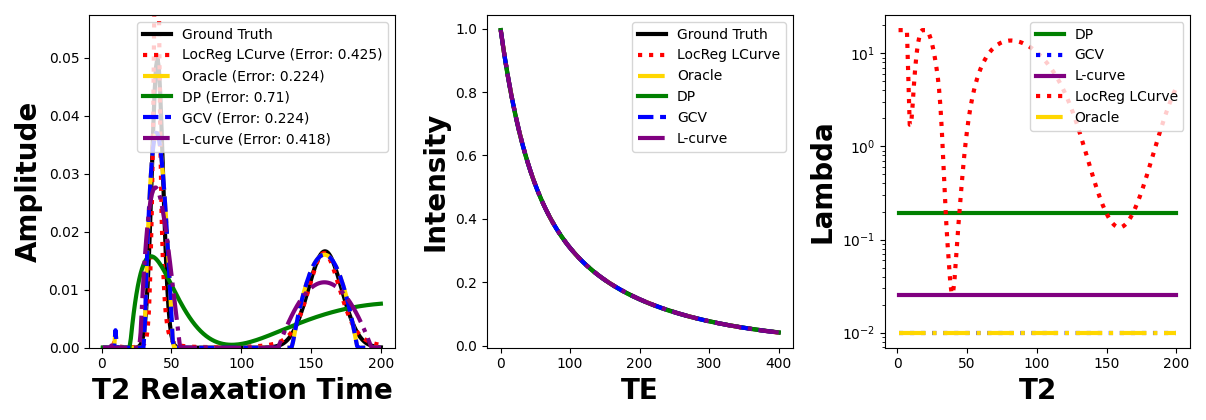 Amplitude
0.05
0.04
0.03
0.02
0.01
0.00
0
50
100
150
200
T2 Relaxation Time
Ground Truth
LocReg LCurve (Error: 0.425)
Oracle (Error: 0.224)
DP (Error: 0.71)
GCV (Error: 0.224)
L-curve (Error: 0.418)
Intensity
1.0
0.8
0.6
0.4
0.2
0.0
0
100
200
300
400
TE
Ground Truth
LocReg LCurve
Oracle
DP
GCV
L-curve
Lambda
10¹
10⁰
10⁻¹
10⁻²
0
50
100
150
200
T2
DP
GCV
L-curve
LocReg LCurve
Oracle